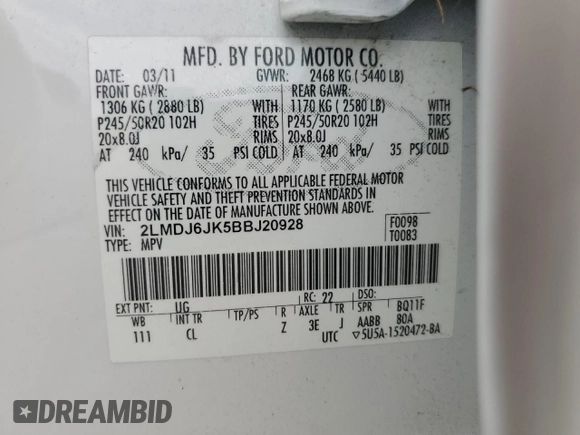 MFD. BY FORD MOTOR CO.
DATE: 03/11 GVWR: 2468 KG ( 5440 LB)
FRONT GAWR: REAR GAWR:
1306 KG ( 2880 LB) WITH 1170 KG ( 2580 LB) WITH
P245/50R20 102H TIRES P245/50R20 102H TIRES
20x8.0J RIMS 20x8.0J RIMS
AT 240 kPa/ 35 PSI COLD AT 240 kPa/ 35 PSI COLD
THIS VEHICLE CONFORMS TO ALL APPLICABLE FEDERAL MOTOR
VEHICLE SAFETY AND THEFT PREVENTION STANDARDS IN
EFFECT ON THE DATE OF MANUFACTURE SHOWN ABOVE.
VIN: 2LMDJ6JK5BBJ20928 F0098
TYPE: MPV T0083
EXT PNT: UG RC: 22 DSO:
WB INT TR TP/PS R AXLE TR SPR BQ11F
111 CL Z 3E J AABB 80A
UTC ▽5U5A-1520472-BA
DREAMBID